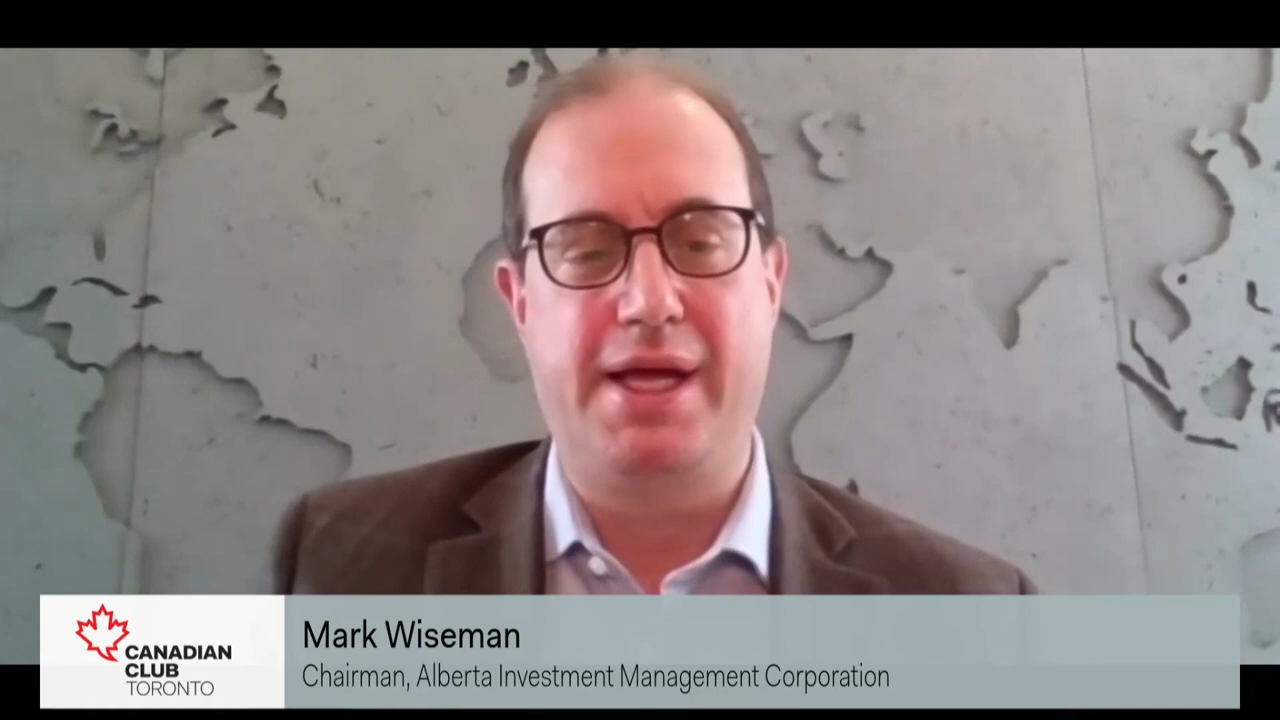 CANADIAN
CLUB
TORONTO
Mark Wiseman
Chairman, Alberta Investment Management Corporation